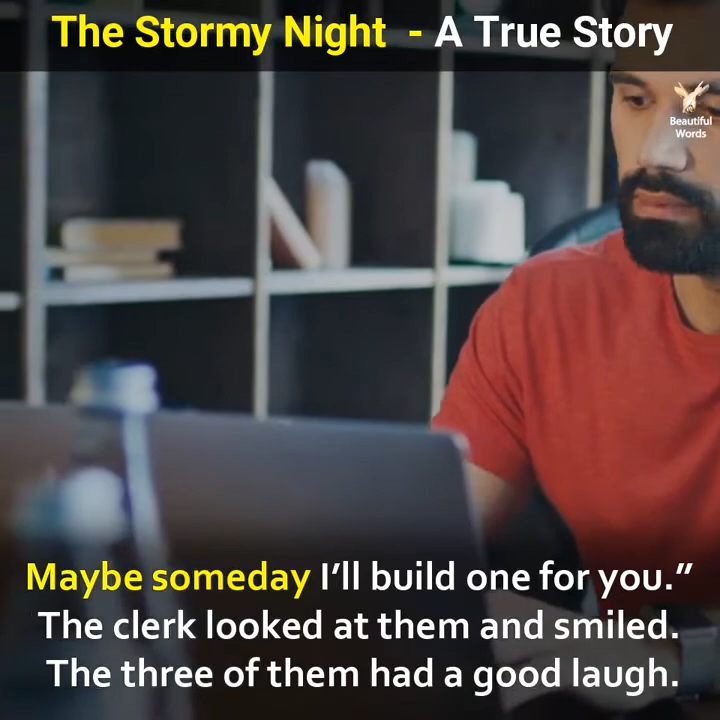 The Stormy Night - A True Story
Beautiful
Words
Maybe someday I’ll build one for you.”
The clerk looked at them and smiled.
The three of them had a good laugh.